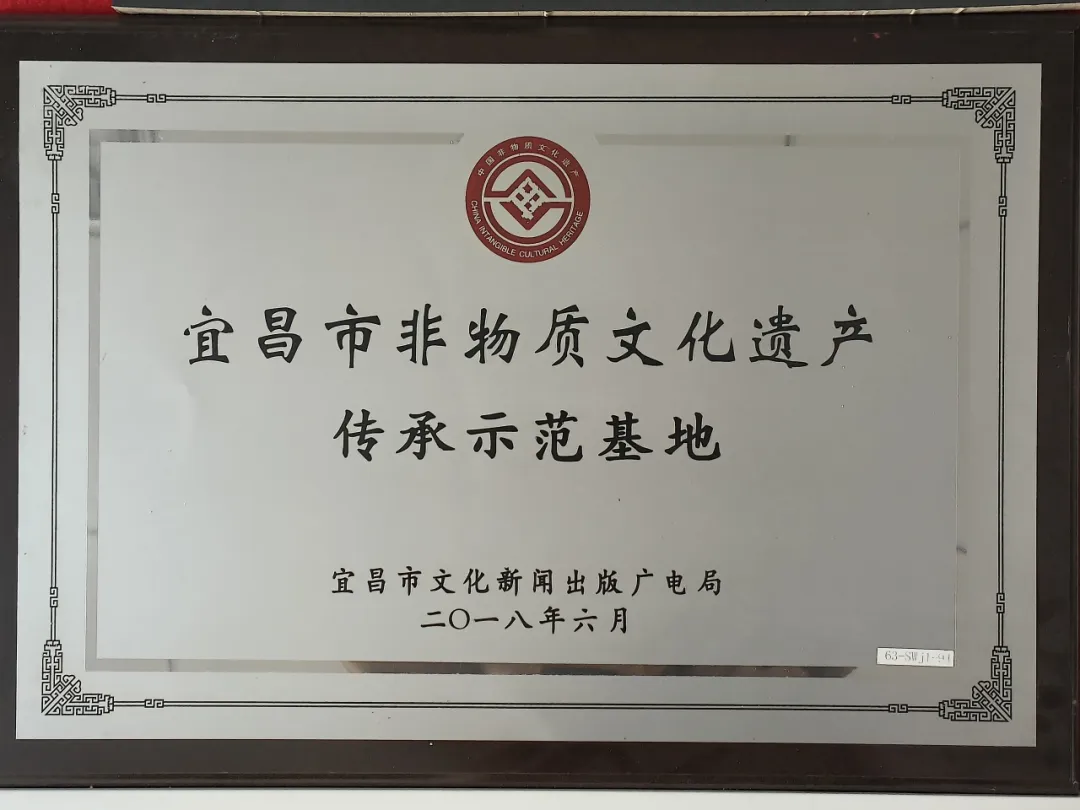 中国非物质文化遗产
CHINA INTANGIBLE CULTURAL HERITAGE
宜昌市非物质文化遗产
传承示范基地
宜昌市文化新闻出版广电局
二〇一八年六月